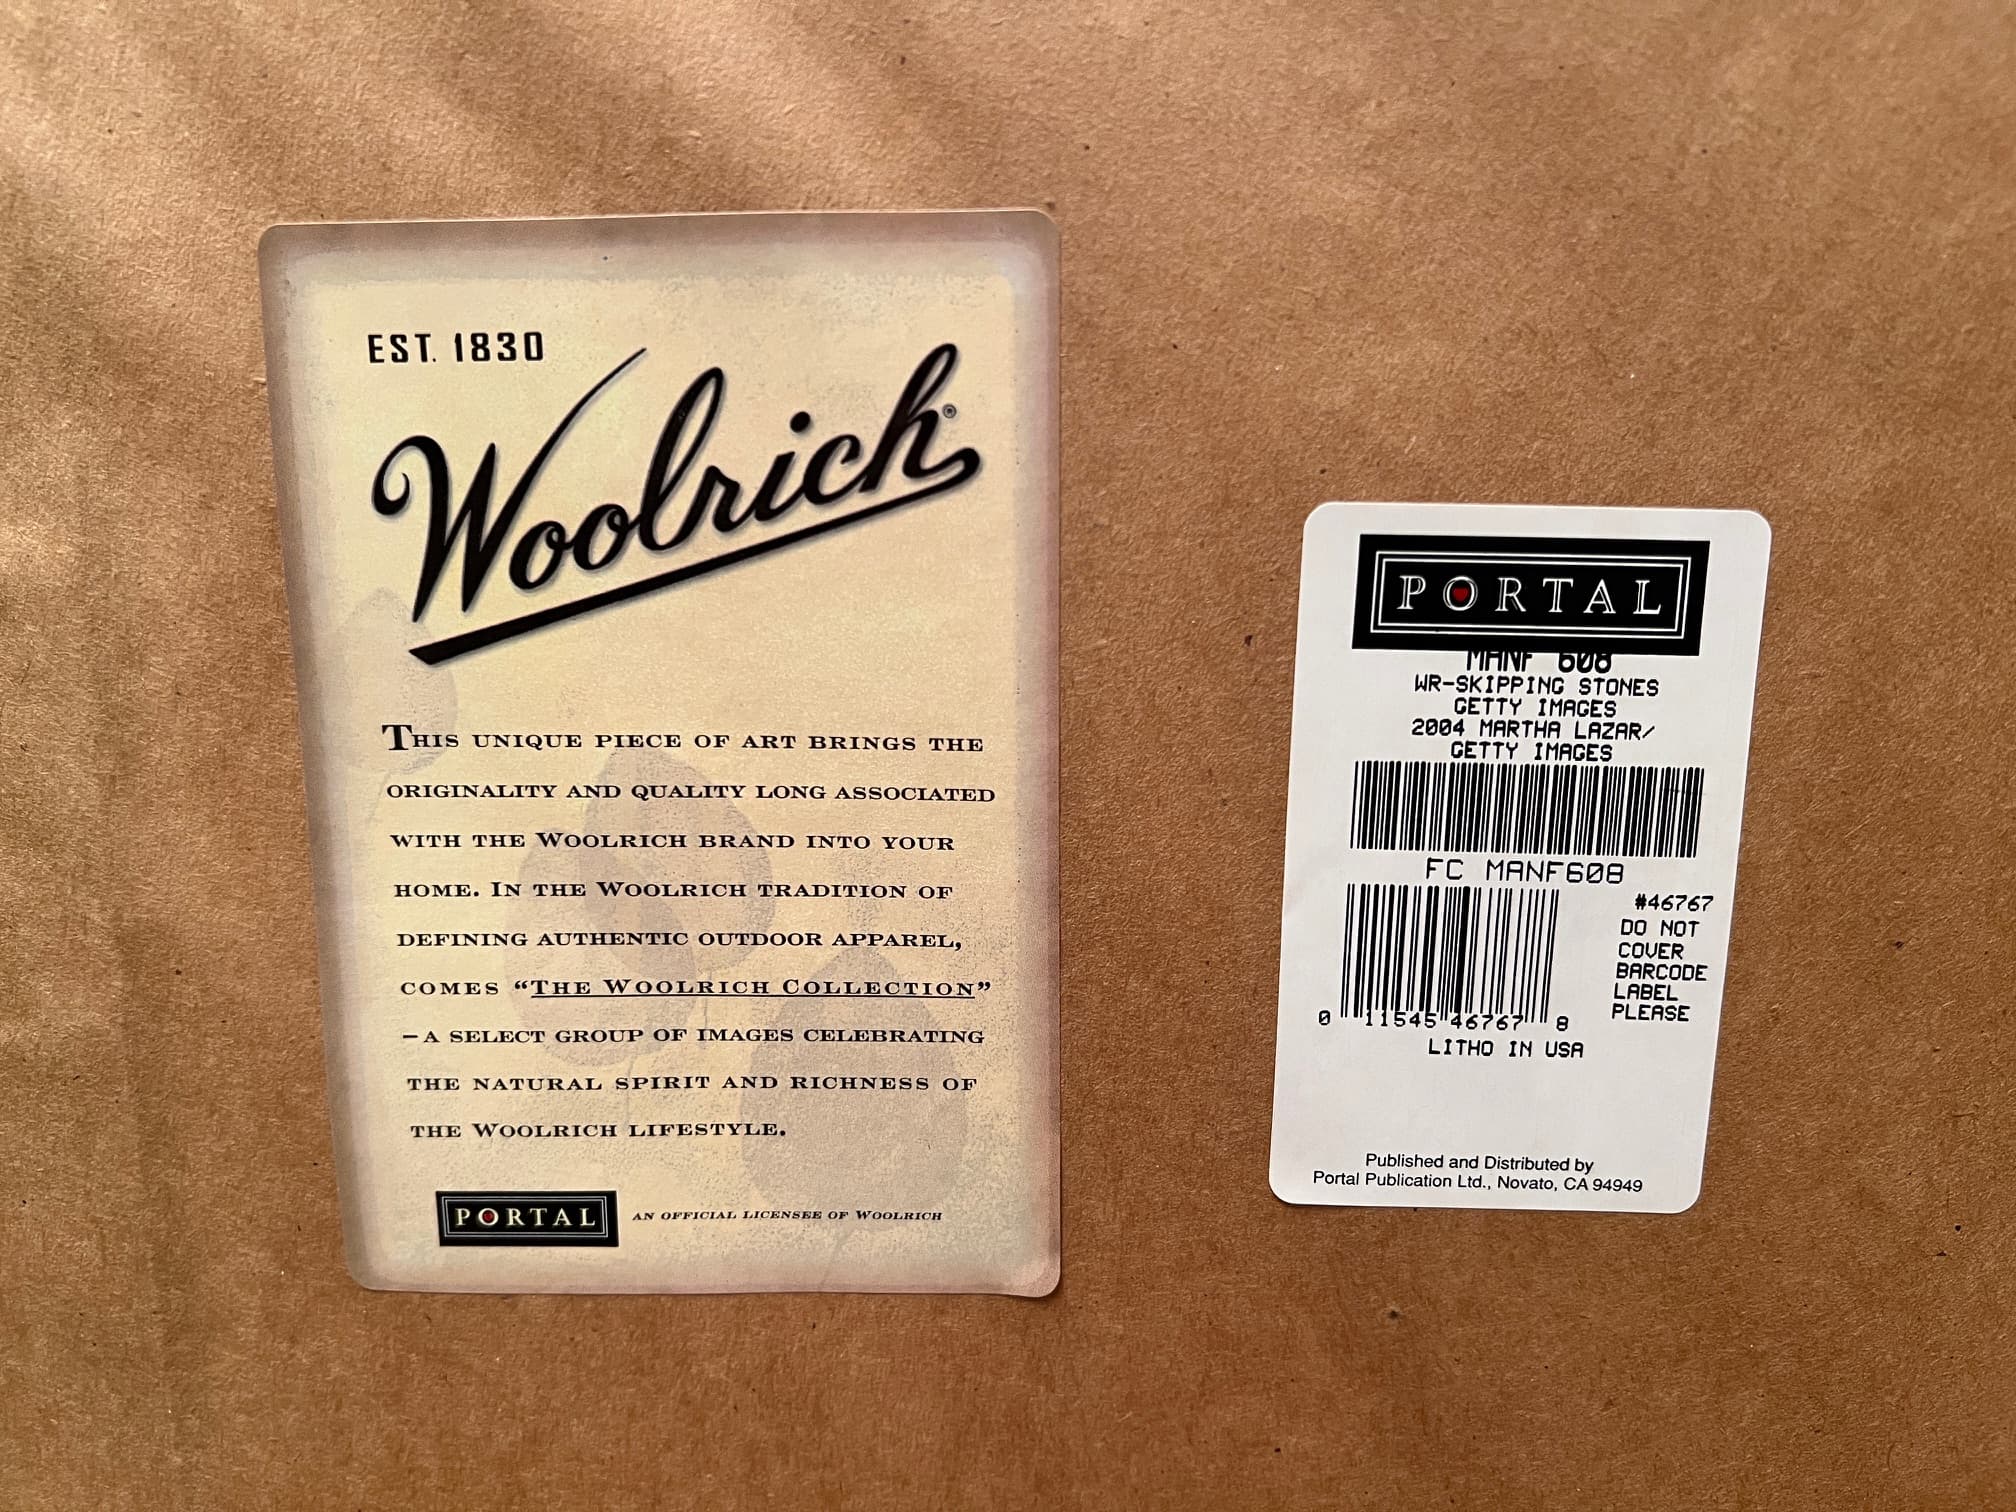 EST. 1830
Woolrich®
THIS UNIQUE PIECE OF ART BRINGS THE
ORIGINALITY AND QUALITY LONG ASSOCIATED
WITH THE WOOLRICH BRAND INTO YOUR
HOME. IN THE WOOLRICH TRADITION OF
DEFINING AUTHENTIC OUTDOOR APPAREL,
COMES “THE WOOLRICH COLLECTION”
–A SELECT GROUP OF IMAGES CELEBRATING
THE NATURAL SPIRIT AND RICHNESS OF
THE WOOLRICH LIFESTYLE.
PORTAL
AN OFFICIAL LICENSEE OF WOOLRICH
PORTAL
MANF 608
WR-SKIPPING STONES
GETTY IMAGES
2004 MARTHA LAZAR/
GETTY IMAGES
FC MANF608
#46767
DO NOT
COVER
BARCODE
LABEL
PLEASE
0 11545 46767 8
LITHO IN USA
Published and Distributed by
Portal Publication Ltd., Novato, CA 94949